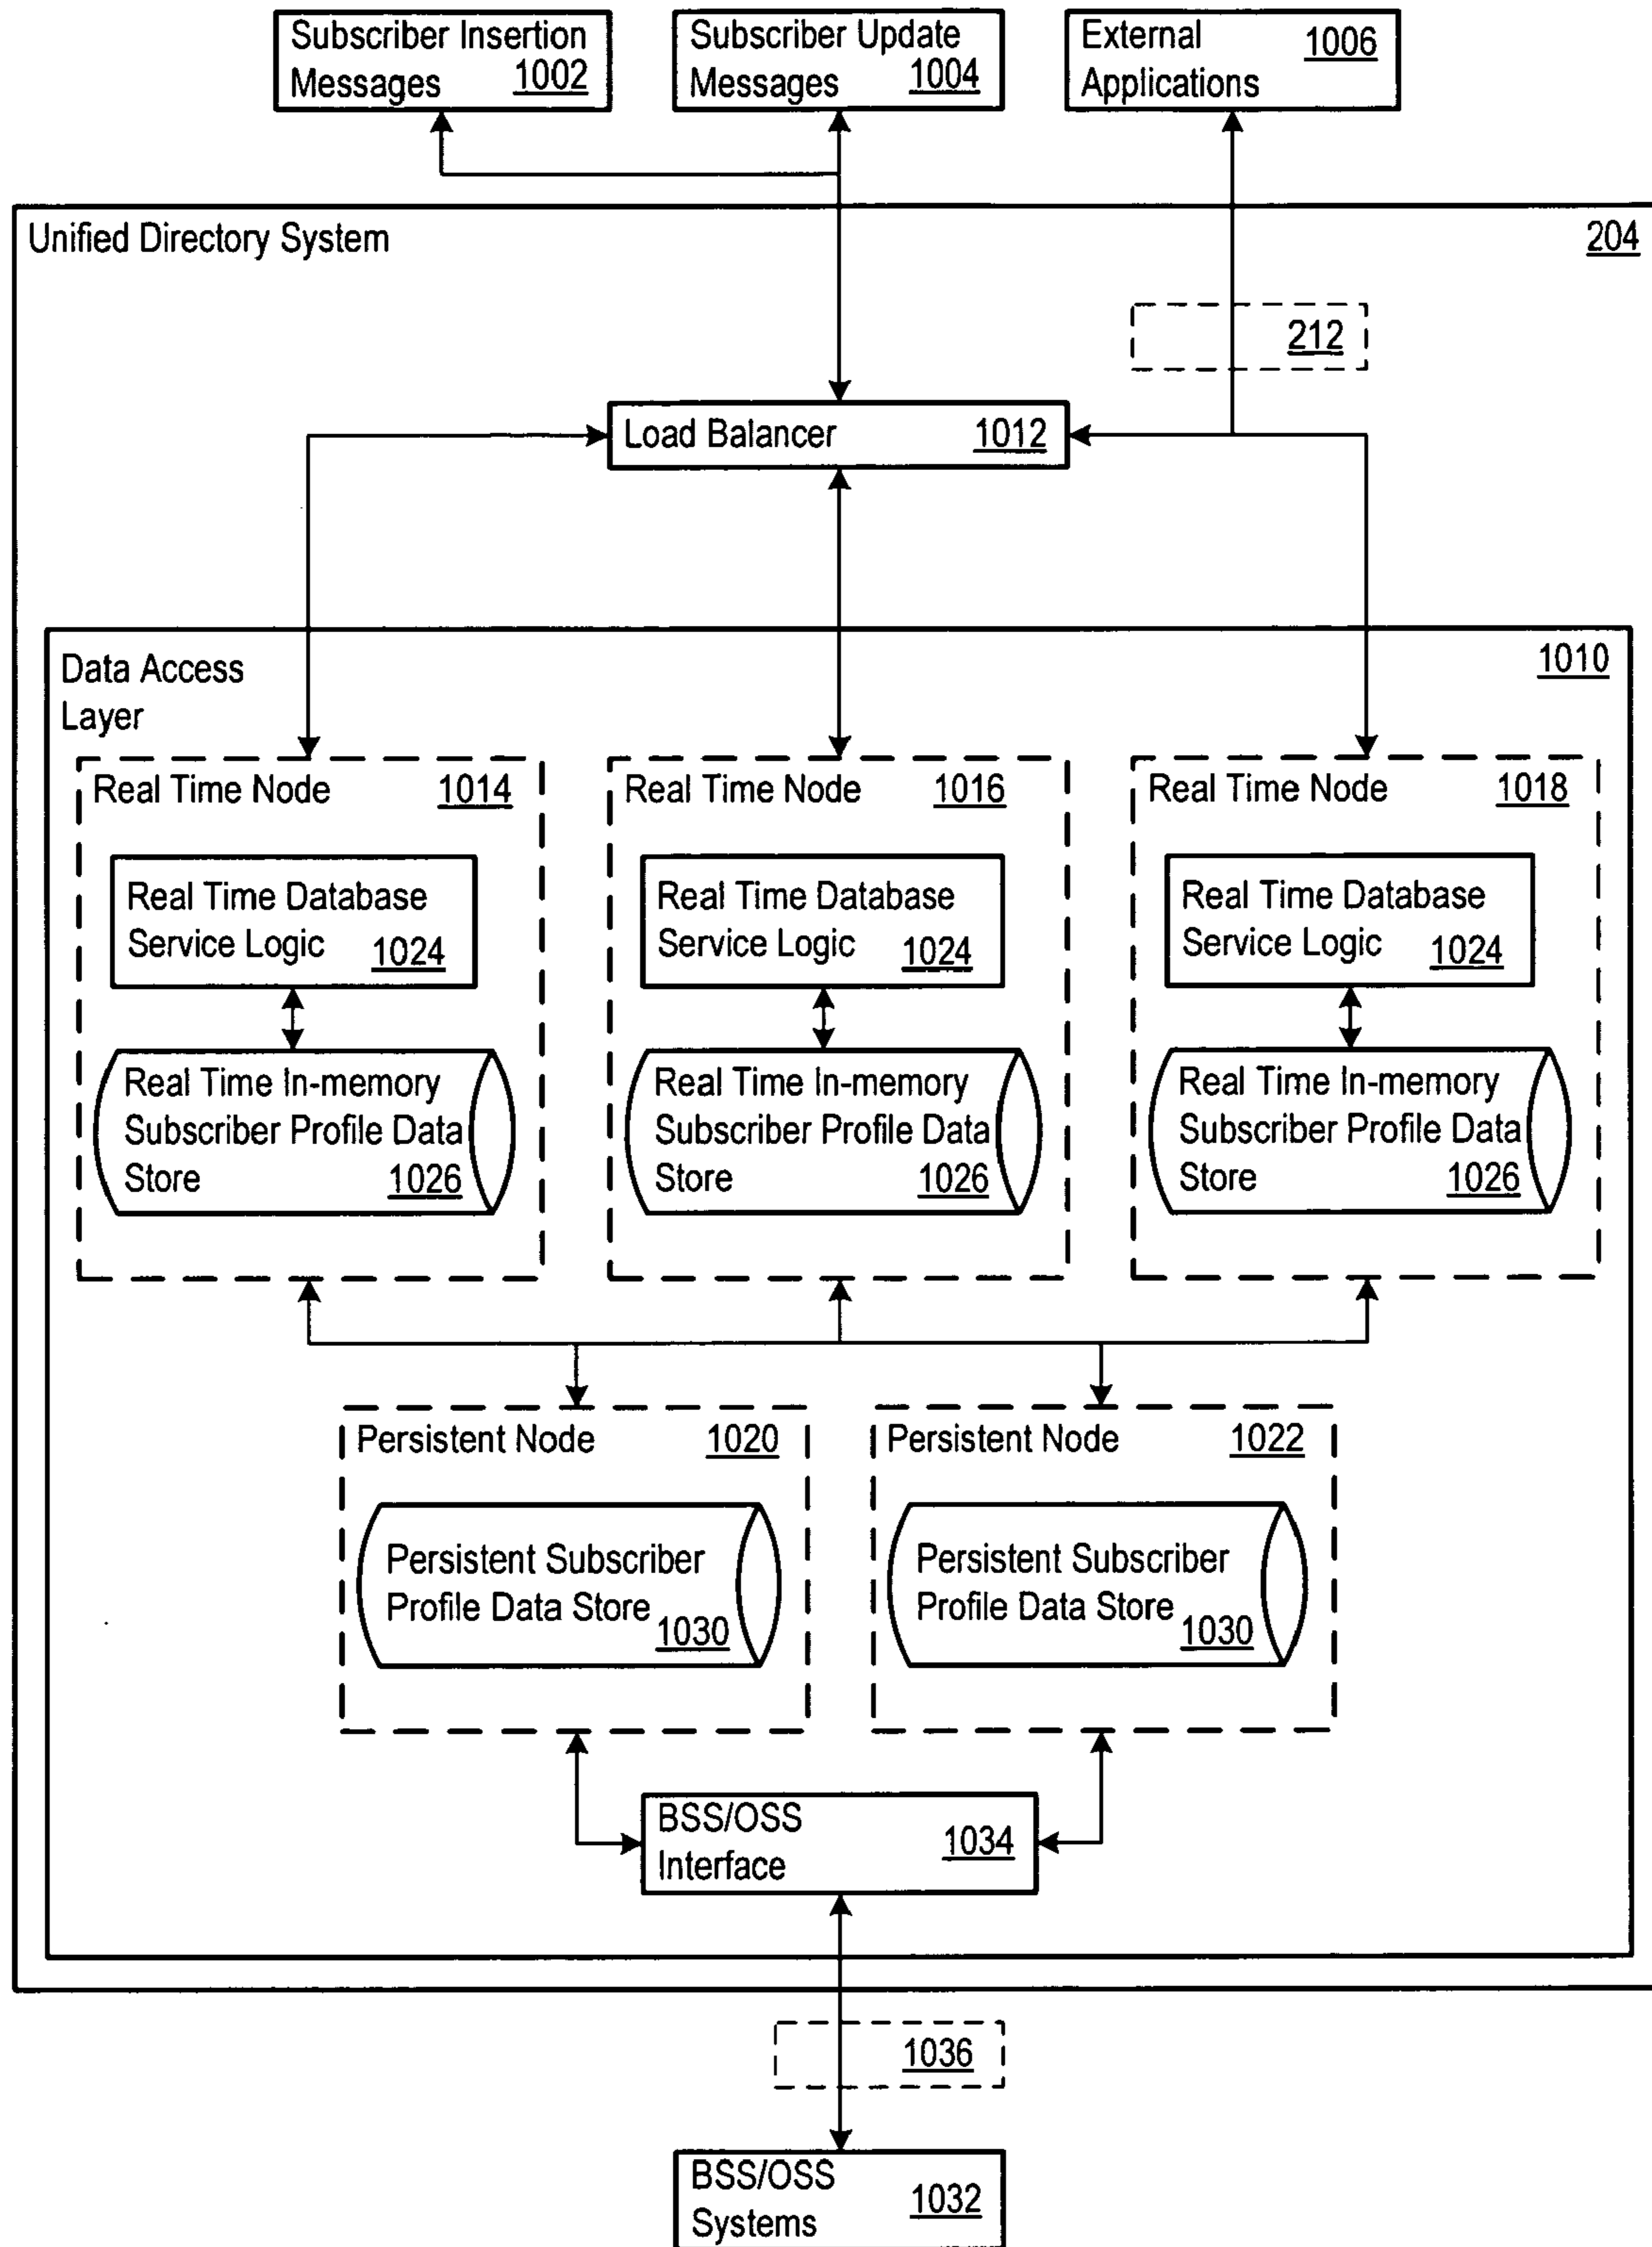 Subscriber Insertion
Messages 1002
Subscriber Update
Messages 1004
External 1006
Applications
Unified Directory System 204
212
Load Balancer 1012
Data Access 1010
Layer
Real Time Node 1014
Real Time Database
Service Logic 1024
Real Time In-memory
Subscriber Profile Data
Store 1026
Real Time Node 1016
Real Time Database
Service Logic 1024
Real Time In-memory
Subscriber Profile Data
Store 1026
Real Time Node 1018
Real Time Database
Service Logic 1024
Real Time In-memory
Subscriber Profile Data
Store 1026
Persistent Node 1020
Persistent Subscriber
Profile Data Store 1030
Persistent Node 1022
Persistent Subscriber
Profile Data Store 1030
BSS/OSS
Interface 1034
1036
BSS/OSS
Systems 1032